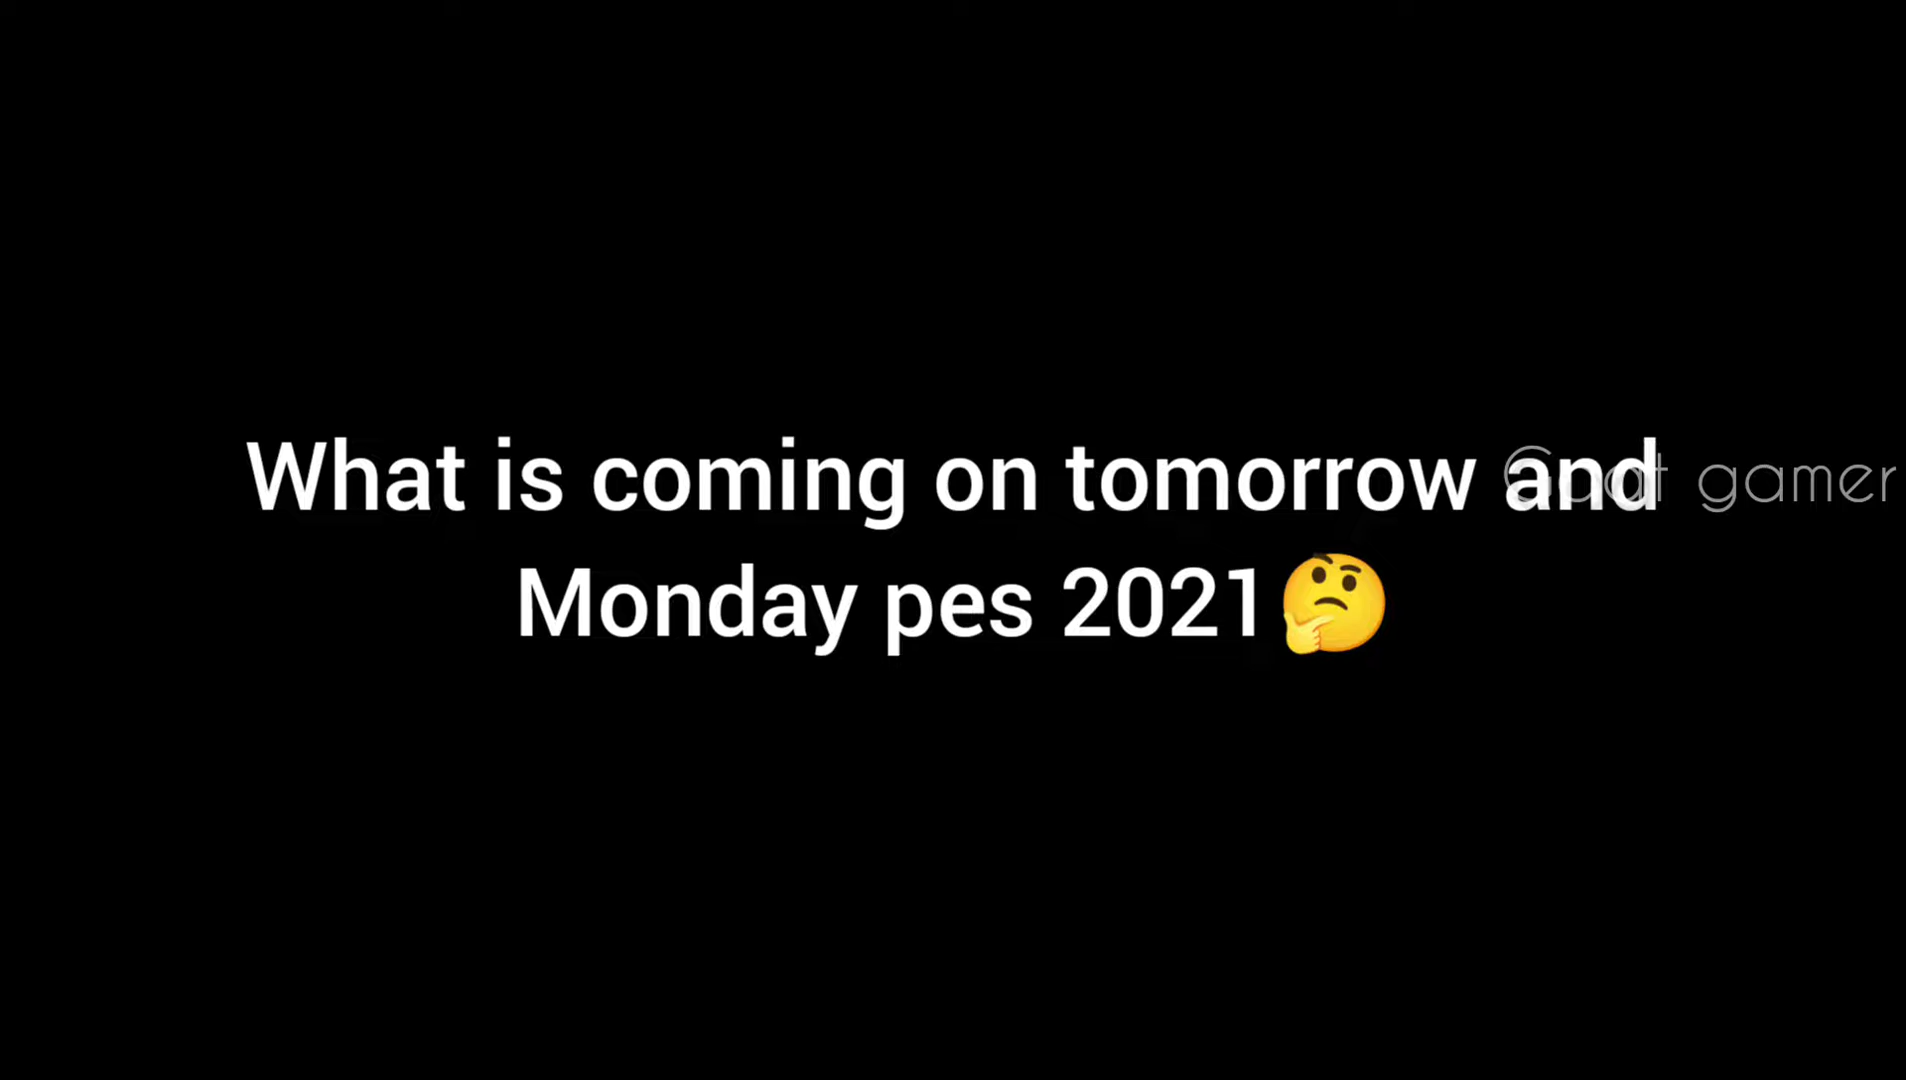 What is coming on tomorrow and
Monday pes 2021🤔
gamer